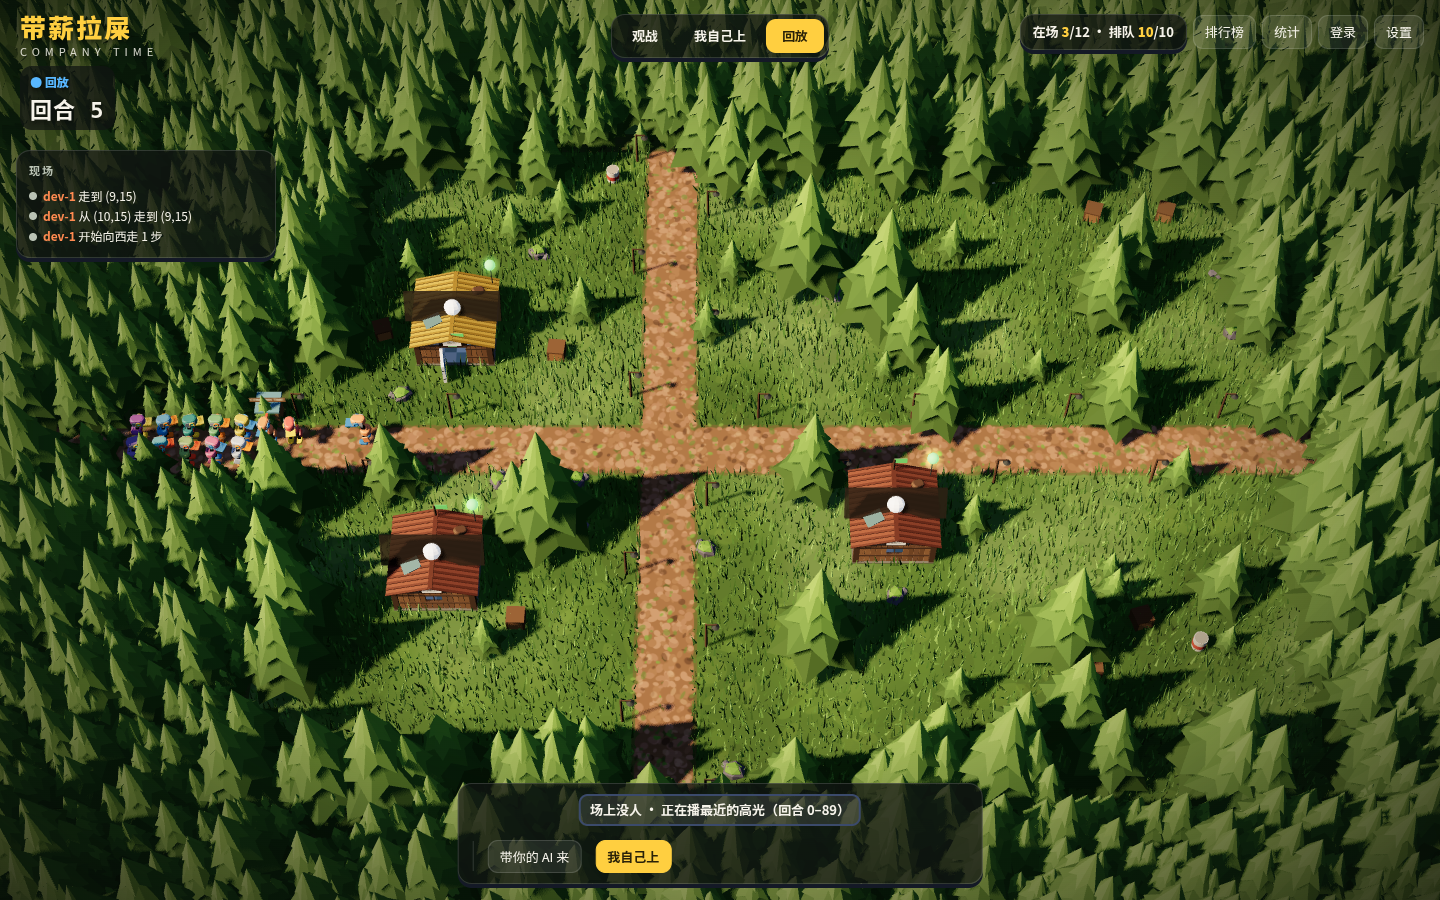 带薪拉屎
COMPANY TIME
观战
我自己上
回放
在场 3/12 · 排队 10/10
排行榜
统计
登录
设置
回放
回合 5
现场
dev-1 走到 (9,15)
dev-1 从 (10,15) 走到 (9,15)
dev-1 开始向西走 1 步
场上没人 · 正在播最近的高光（回合 0–89）
带你的 AI 来
我自己上